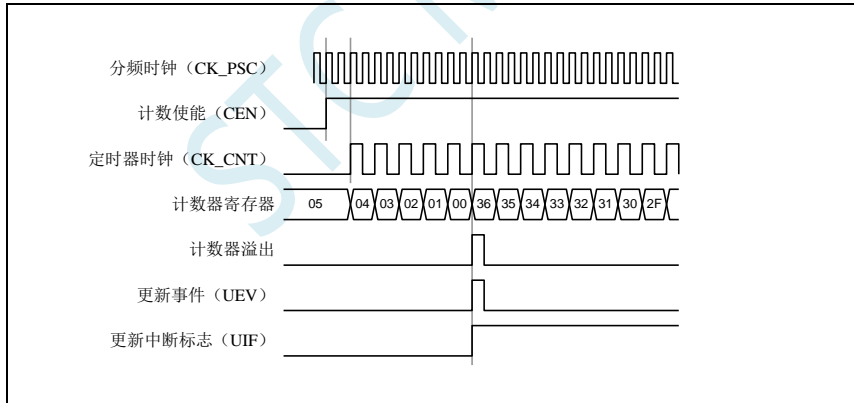 STC M
分频时钟（CK_PSC）
计数使能（CEN）
定时器时钟（CK_CNT）
计数器寄存器 05 04 03 02 01 00 36 35 34 33 32 31 30 2F
计数器溢出
更新事件（UEV）
更新中断标志（UIF）